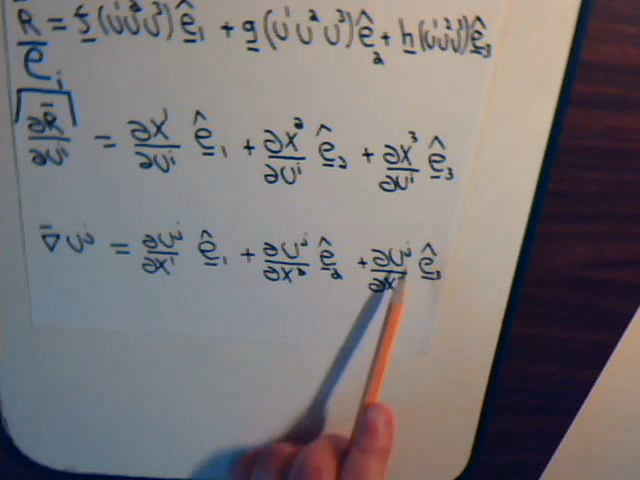 r = f(u¹u²u³)ê₁ + g(u¹u²u³)ê₂ + h(u¹u²u³)ê₃
∂r/∂u¹ = ∂x¹/∂u¹ ê₁ + ∂x²/∂u¹ ê₂ + ∂x³/∂u¹ ê₃
∇u¹ = ∂u¹/∂x¹ ê₁ + ∂u¹/∂x² ê₂ + ∂u¹/∂x³ ê₃